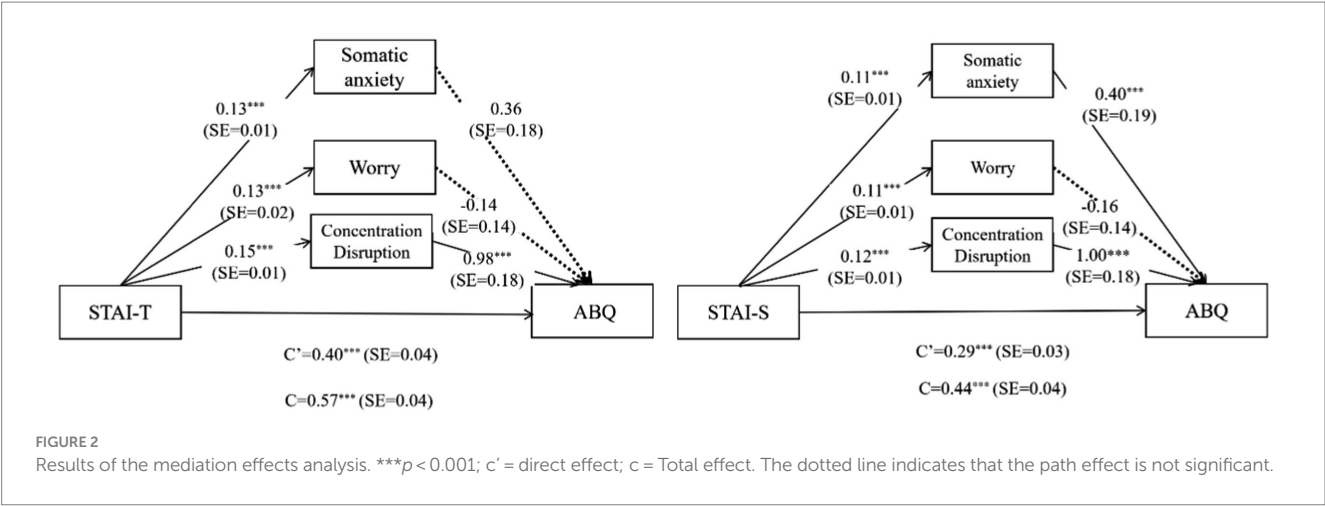 Somatic
anxiety
0.13***
(SE=0.01)
0.36
(SE=0.18)
Worry
0.13***
(SE=0.02)
-0.14
(SE=0.14)
Concentration
Disruption
0.15***
(SE=0.01)
0.98***
(SE=0.18)
STAI-T
ABQ
C’=0.40*** (SE=0.04)
C=0.57*** (SE=0.04)
Somatic
anxiety
0.11***
(SE=0.01)
0.40***
(SE=0.19)
Worry
0.11***
(SE=0.01)
-0.16
(SE=0.14)
Concentration
Disruption
0.12***
(SE=0.01)
1.00***
(SE=0.18)
STAI-S
ABQ
C’=0.29*** (SE=0.03)
C=0.44*** (SE=0.04)
FIGURE 2
Results of the mediation effects analysis. ***p < 0.001; c’ = direct effect; c = Total effect. The dotted line indicates that the path effect is not significant.